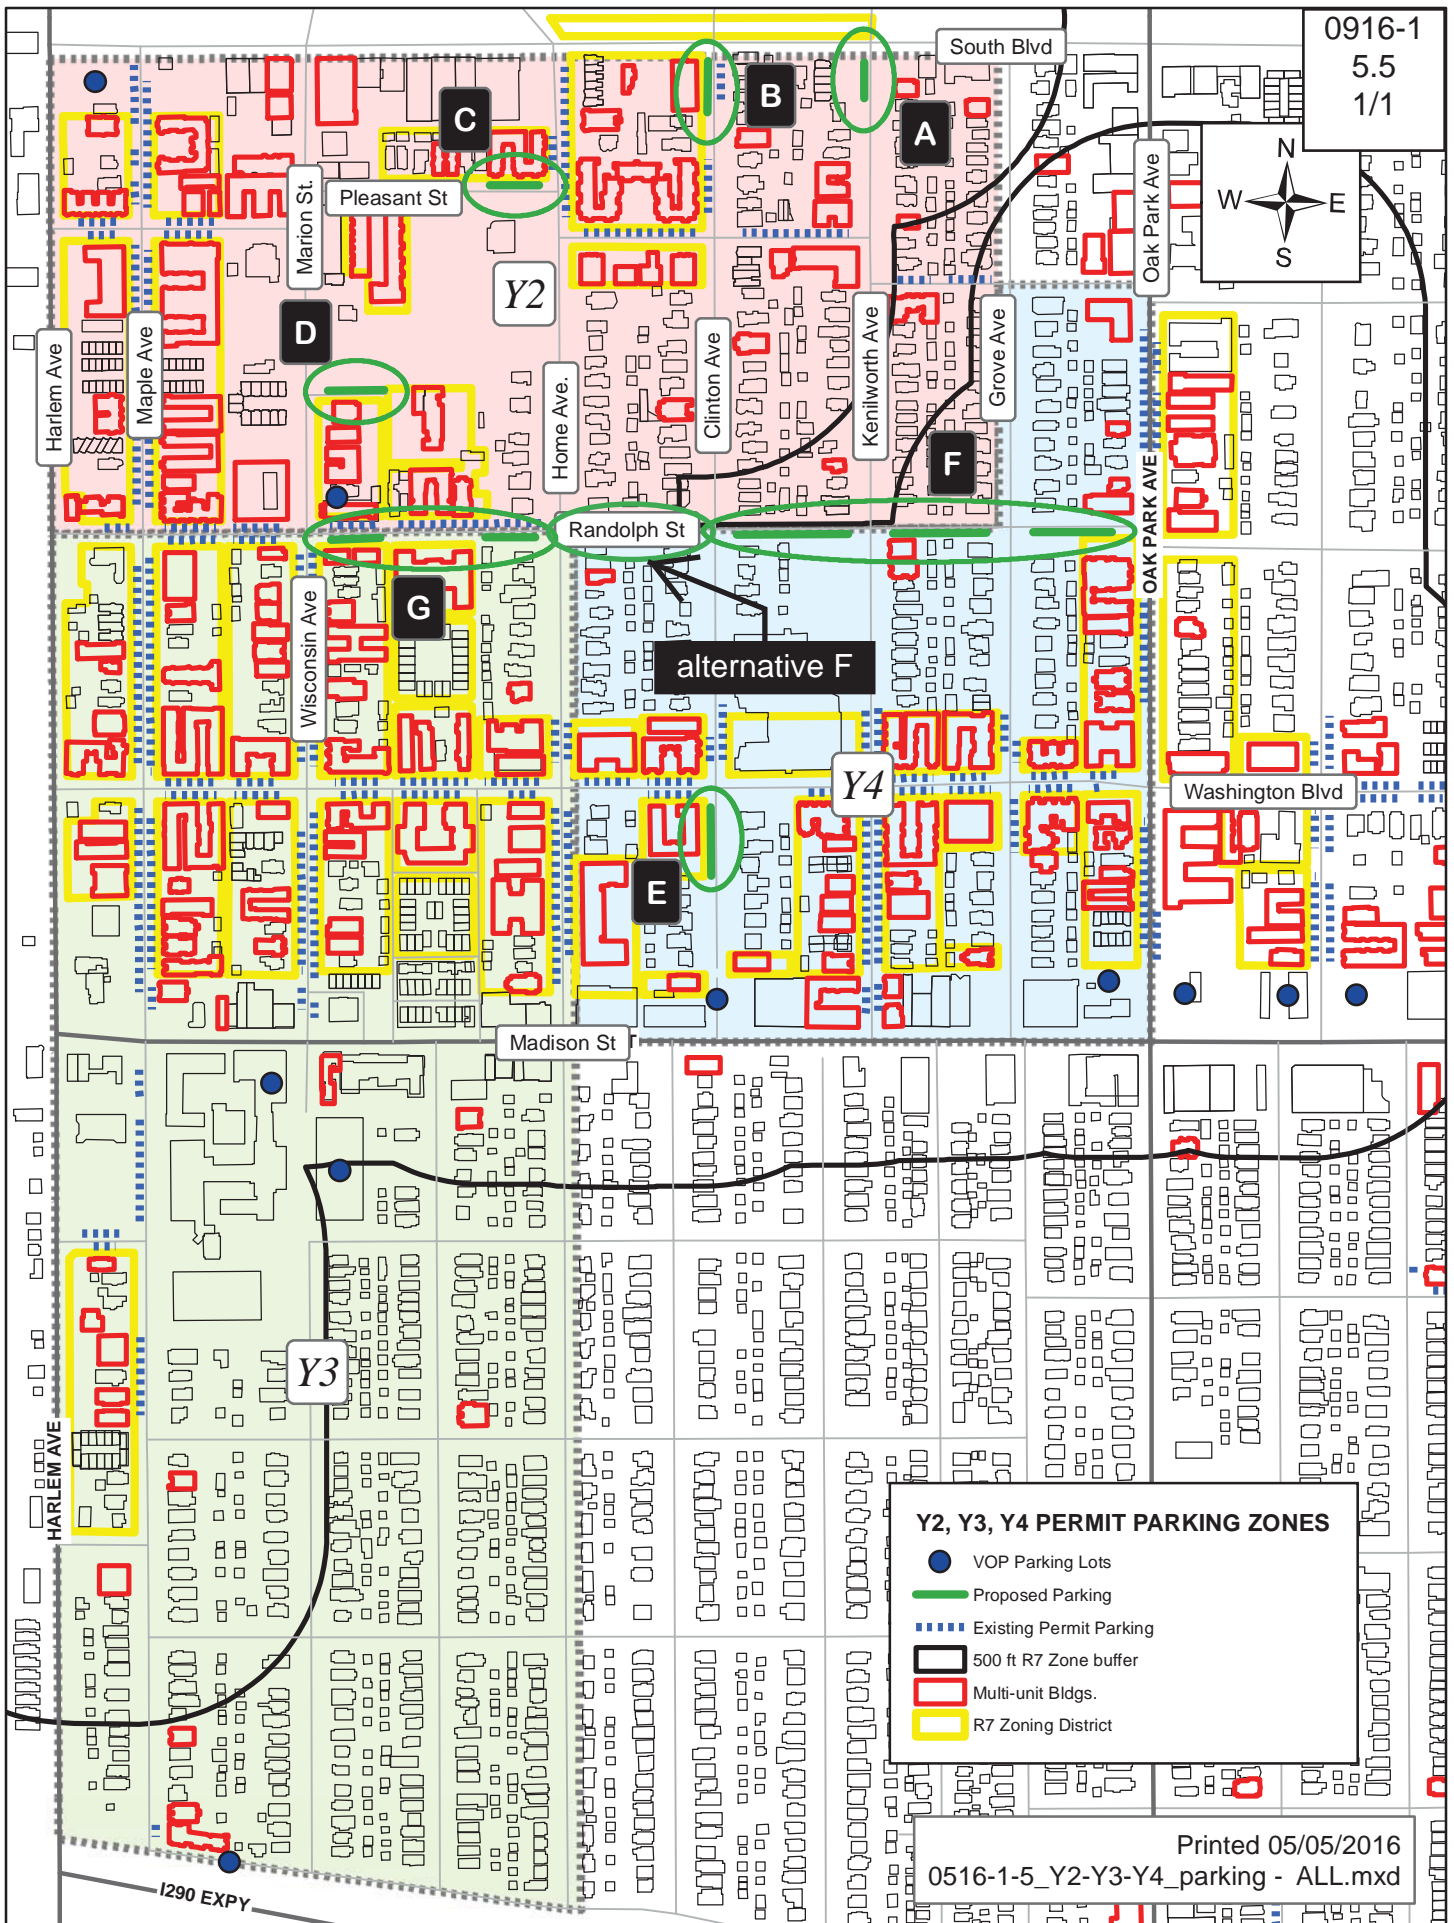 0916-1
5.5
1/1
South Blvd
B
C
A
N
W
E
S
Oak Park Ave
Marion St.
Pleasant St
Y2
D
Harlem Ave
Maple Ave
Home Ave.
Clinton Ave
Kenilworth Ave
Grove Ave
F
Randolph St
OAK PARK AVE
Wisconsin Ave
G
alternative F
Y4
Washington Blvd
E
Madison St
Y3
HARLEM AVE
Y2, Y3, Y4 PERMIT PARKING ZONES
VOP Parking Lots
Proposed Parking
Existing Permit Parking
500 ft R7 Zone buffer
Multi-unit Bldgs.
R7 Zoning District
Printed 05/05/2016
0516-1-5_Y2-Y3-Y4_parking - ALL.mxd
I290 EXPY